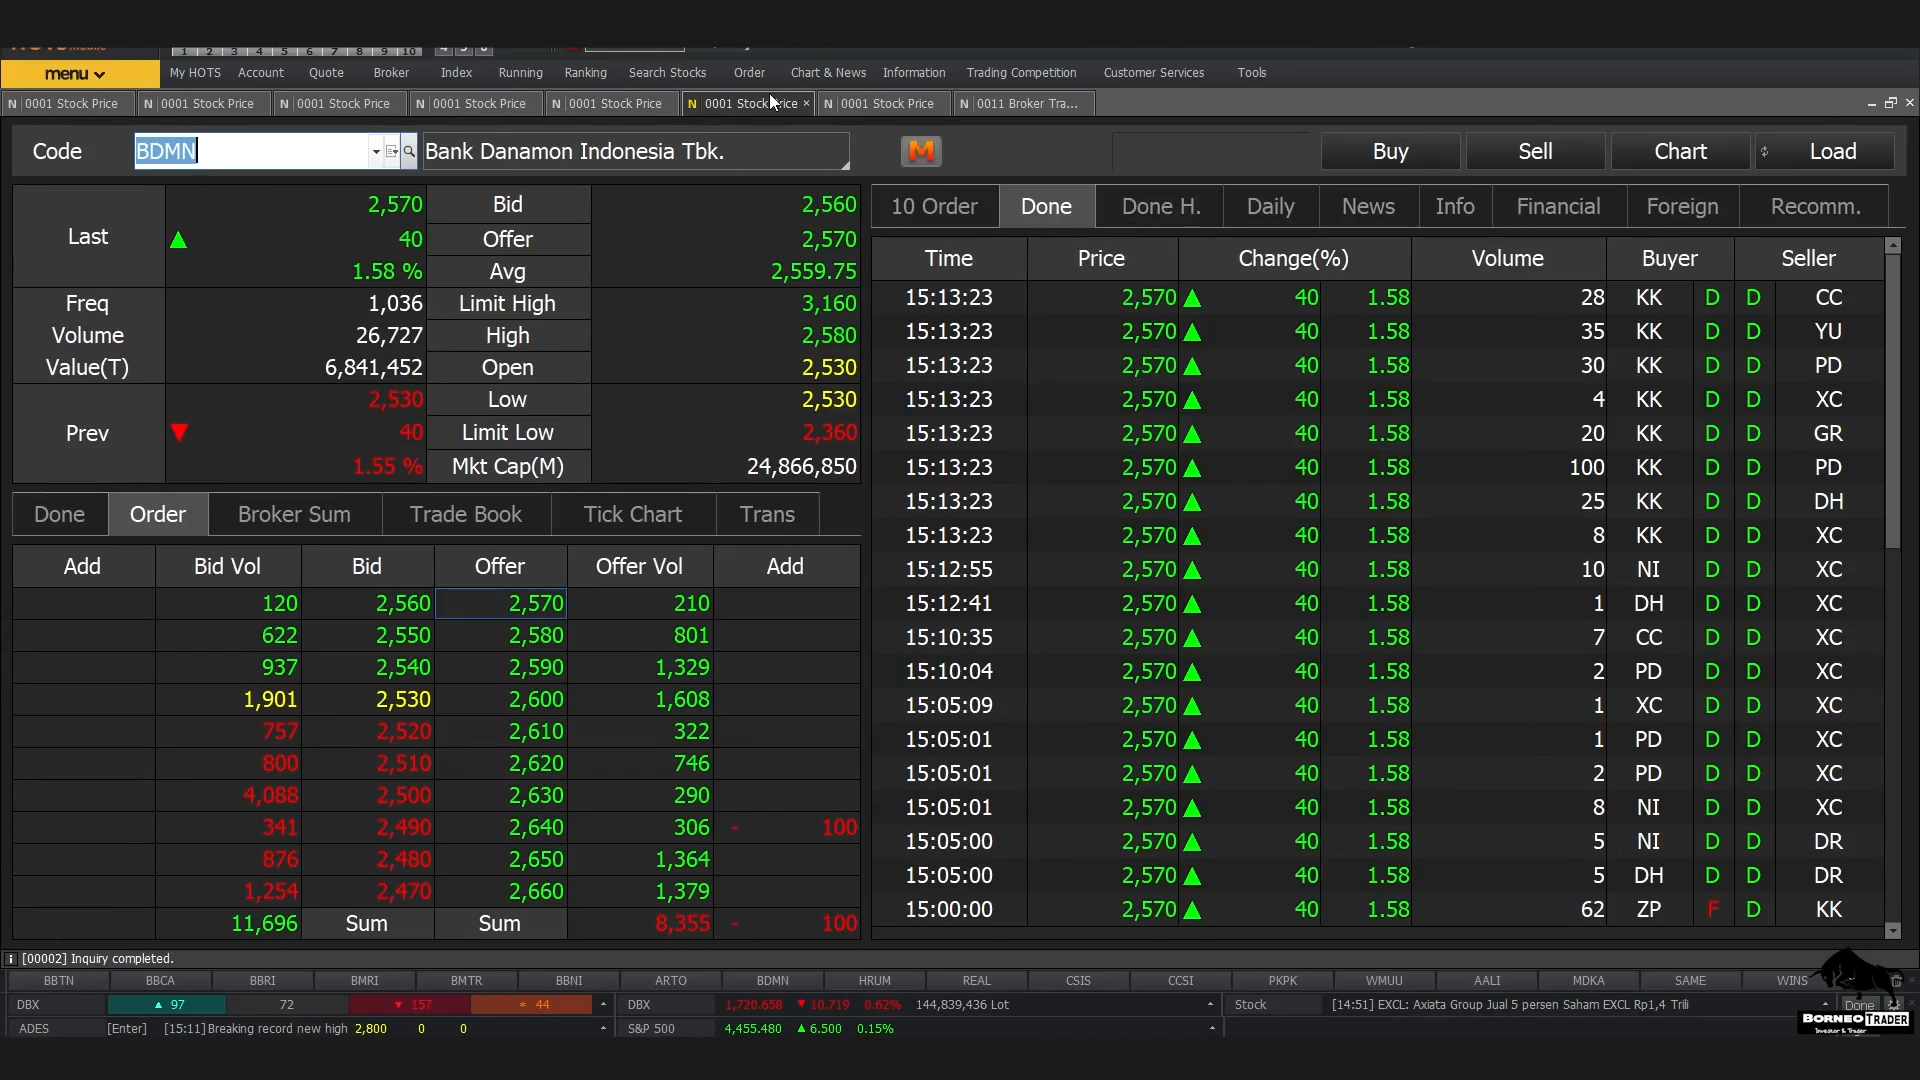 1 2 3 4 5 6 7 8 9 10
menu My HOTS Account Quote Broker Index Running Ranking Search Stocks Order Chart & News Information Trading Competition Customer Services Tools
N 0001 Stock Price N 0001 Stock Price N 0001 Stock Price N 0001 Stock Price N 0001 Stock Price N 0001 Stock Price × N 0001 Stock Price N 0011 Broker Tra...
Code BDMN Bank Danamon Indonesia Tbk. M Buy Sell Chart Load
Last 2,570 Bid 2,560
▲ 40 Offer 2,570
1.58 % Avg 2,559.75
Freq 1,036 Limit High 3,160
Volume 26,727 High 2,580
Value(T) 6,841,452 Open 2,530
Prev 2,530 Low 2,530
▼ 40 Limit Low 2,360
1.55 % Mkt Cap(M) 24,866,850
Done Order Broker Sum Trade Book Tick Chart Trans
Add Bid Vol Bid Offer Offer Vol Add
120 2,560 2,570 210
622 2,550 2,580 801
937 2,540 2,590 1,329
1,901 2,530 2,600 1,608
757 2,520 2,610 322
800 2,510 2,620 746
4,088 2,500 2,630 290
341 2,490 2,640 306 - 100
876 2,480 2,650 1,364
1,254 2,470 2,660 1,379
11,696 Sum Sum 8,355 - 100
10 Order Done Done H. Daily News Info Financial Foreign Recomm.
Time Price Change(%) Volume Buyer Seller
15:13:23 2,570 ▲ 40 1.58 28 KK D D CC
15:13:23 2,570 ▲ 40 1.58 35 KK D D YU
15:13:23 2,570 ▲ 40 1.58 30 KK D D PD
15:13:23 2,570 ▲ 40 1.58 4 KK D D XC
15:13:23 2,570 ▲ 40 1.58 20 KK D D GR
15:13:23 2,570 ▲ 40 1.58 100 KK D D PD
15:13:23 2,570 ▲ 40 1.58 25 KK D D DH
15:13:23 2,570 ▲ 40 1.58 8 KK D D XC
15:12:55 2,570 ▲ 40 1.58 10 NI D D XC
15:12:41 2,570 ▲ 40 1.58 1 DH D D XC
15:10:35 2,570 ▲ 40 1.58 7 CC D D XC
15:10:04 2,570 ▲ 40 1.58 2 PD D D XC
15:05:09 2,570 ▲ 40 1.58 1 XC D D XC
15:05:01 2,570 ▲ 40 1.58 1 PD D D XC
15:05:01 2,570 ▲ 40 1.58 2 PD D D XC
15:05:01 2,570 ▲ 40 1.58 8 NI D D XC
15:05:00 2,570 ▲ 40 1.58 5 NI D D DR
15:05:00 2,570 ▲ 40 1.58 5 DH D D DR
15:00:00 2,570 ▲ 40 1.58 62 ZP F D KK
[00002] Inquiry completed.
BBTN BBCA BBRI BMRI BMTR BBNI ARTO BDMN HRUM REAL CSIS CCSI PKPK WMUU AALI MDKA SAME WINS
DBX ▲ 97 72 ▼ 157 * 44 DBX 1,720.658 ▼ 10.719 0.62% 144,839,436 Lot Stock [14:51] EXCL: Axiata Group Jual 5 persen Saham EXCL Rp1,4 Trili Done
ADES [Enter] [15:11] Breaking record new high 2,800 0 0 S&P 500 4,455.480 ▲ 6.500 0.15%
BORNEO TRADER
Investor & Trader